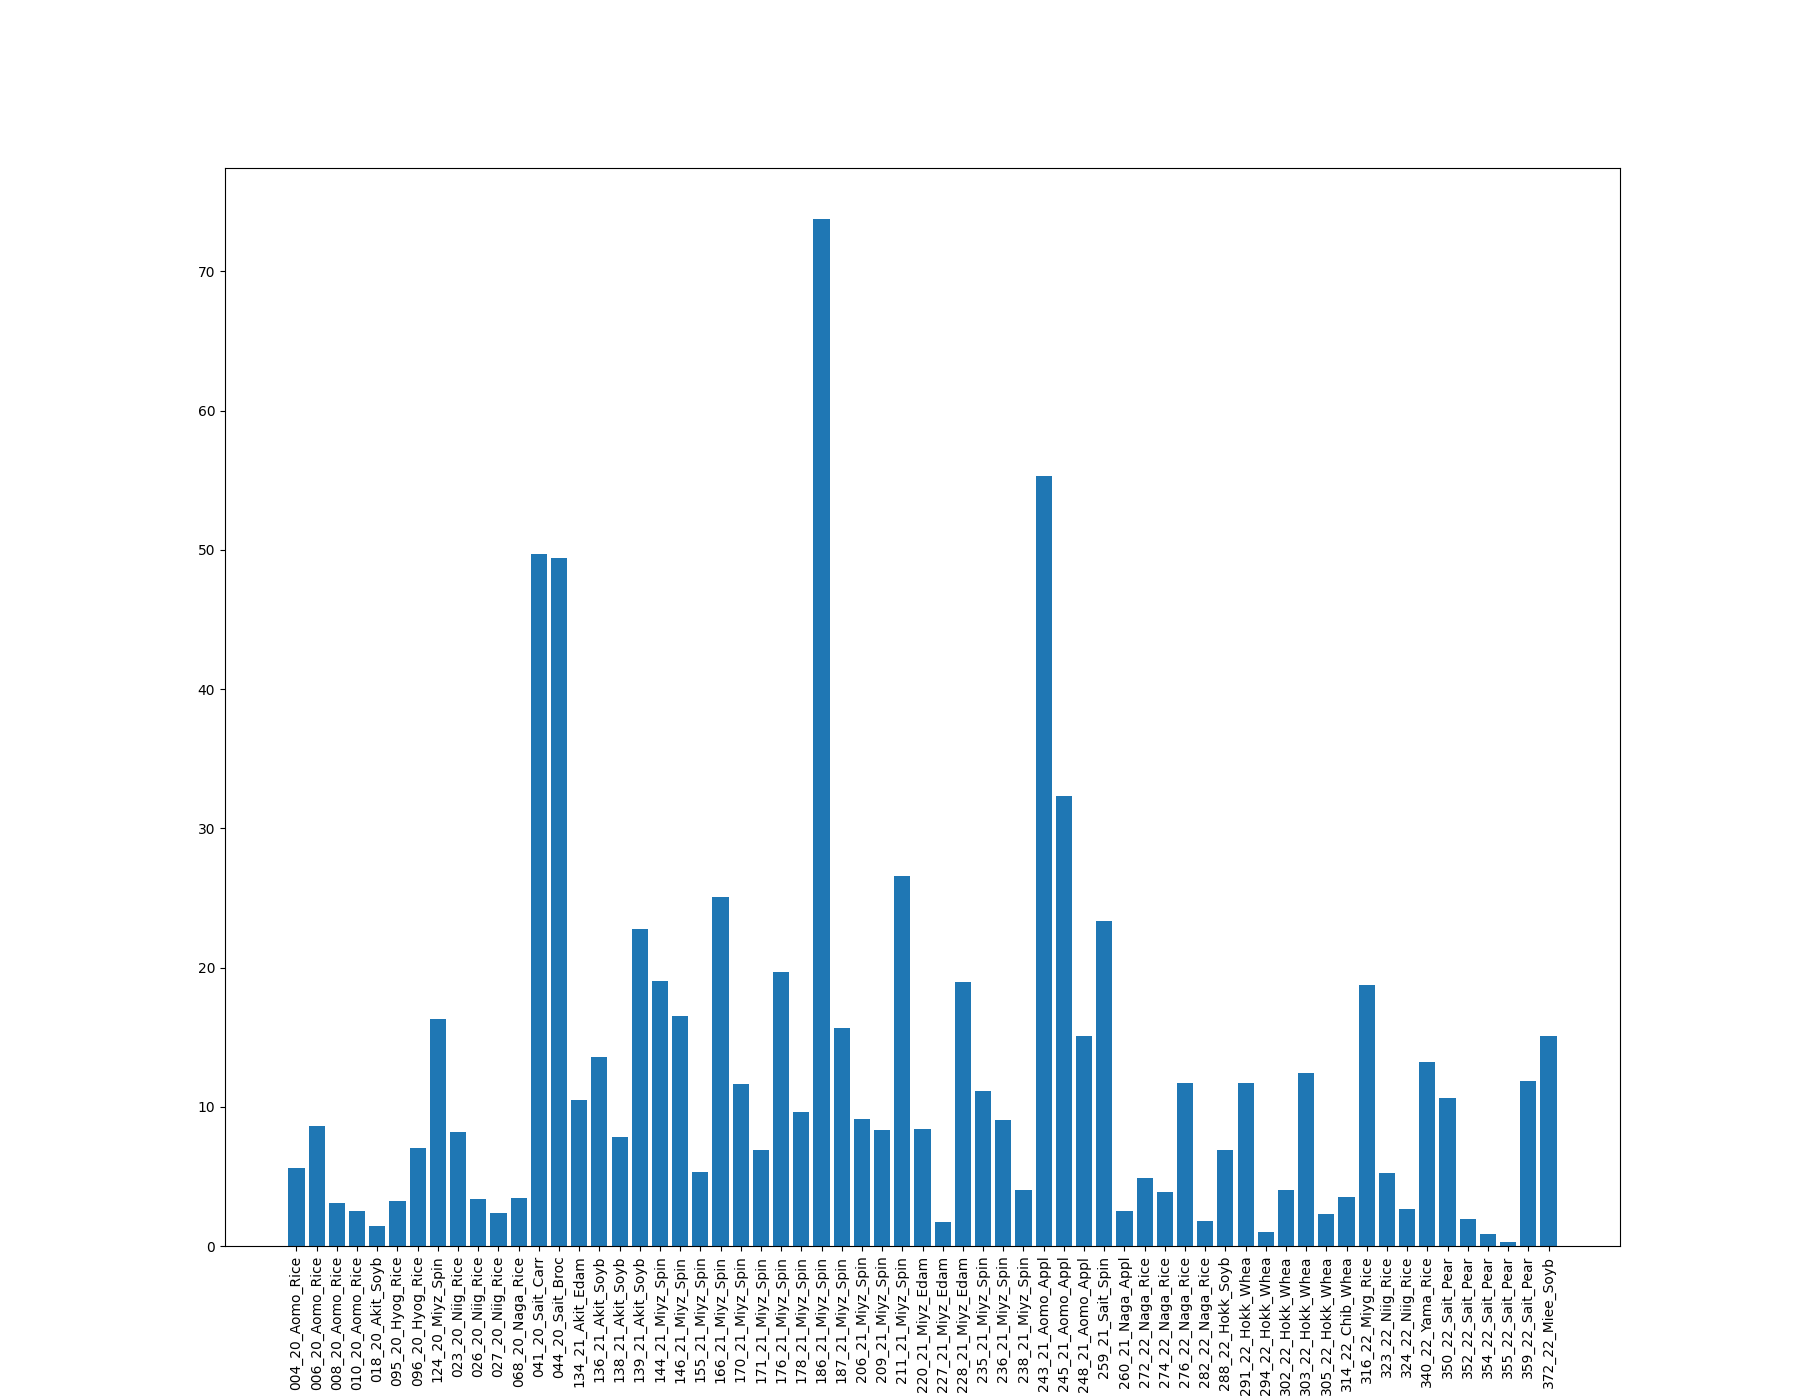 70
60
50
40
30
20
10
0
004_20_Aomo_Rice
006_20_Aomo_Rice
008_20_Aomo_Rice
010_20_Aomo_Rice
018_20_Akit_Soyb
095_20_Hyog_Rice
096_20_Hyog_Rice
124_20_Miyz_Spin
023_20_Niig_Rice
026_20_Niig_Rice
027_20_Niig_Rice
068_20_Naga_Rice
041_20_Sait_Carr
044_20_Sait_Broc
134_21_Akit_Edam
136_21_Akit_Soyb
138_21_Akit_Soyb
139_21_Akit_Soyb
144_21_Miyz_Spin
146_21_Miyz_Spin
155_21_Miyz_Spin
166_21_Miyz_Spin
170_21_Miyz_Spin
171_21_Miyz_Spin
176_21_Miyz_Spin
178_21_Miyz_Spin
186_21_Miyz_Spin
187_21_Miyz_Spin
206_21_Miyz_Spin
209_21_Miyz_Spin
211_21_Miyz_Spin
220_21_Miyz_Edam
227_21_Miyz_Edam
228_21_Miyz_Edam
235_21_Miyz_Spin
236_21_Miyz_Spin
238_21_Miyz_Spin
243_21_Aomo_Appl
245_21_Aomo_Appl
248_21_Aomo_Appl
259_21_Sait_Spin
260_21_Naga_Appl
272_22_Naga_Rice
274_22_Naga_Rice
276_22_Naga_Rice
282_22_Naga_Rice
288_22_Hokk_Soyb
291_22_Hokk_Whea
294_22_Hokk_Whea
302_22_Hokk_Whea
303_22_Hokk_Whea
305_22_Hokk_Whea
314_22_Chib_Whea
316_22_Miyg_Rice
323_22_Niig_Rice
324_22_Niig_Rice
340_22_Yama_Rice
350_22_Sait_Pear
352_22_Sait_Pear
354_22_Sait_Pear
355_22_Sait_Pear
359_22_Sait_Pear
372_22_Miee_Soyb